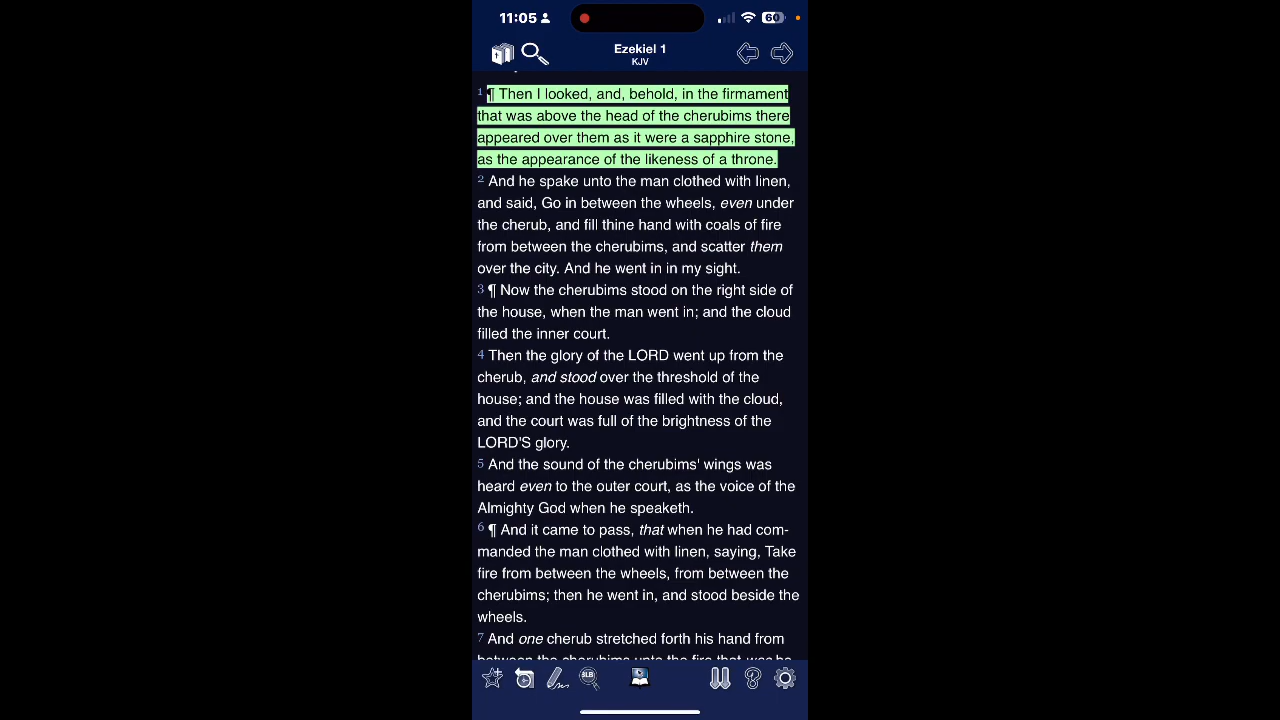 11:05
60
Ezekiel 1
KJV
1 ¶ Then I looked, and, behold, in the firmament
that was above the head of the cherubims there
appeared over them as it were a sapphire stone,
as the appearance of the likeness of a throne.
2 And he spake unto the man clothed with linen,
and said, Go in between the wheels, even under
the cherub, and fill thine hand with coals of fire
from between the cherubims, and scatter them
over the city. And he went in in my sight.
3 ¶ Now the cherubims stood on the right side of
the house, when the man went in; and the cloud
filled the inner court.
4 Then the glory of the LORD went up from the
cherub, and stood over the threshold of the
house; and the house was filled with the cloud,
and the court was full of the brightness of the
LORD'S glory.
5 And the sound of the cherubims' wings was
heard even to the outer court, as the voice of the
Almighty God when he speaketh.
6 ¶ And it came to pass, that when he had com-
manded the man clothed with linen, saying, Take
fire from between the wheels, from between the
cherubims; then he went in, and stood beside the
wheels.
7 And one cherub stretched forth his hand from
between the cherubims unto the fire that was be-
SLB